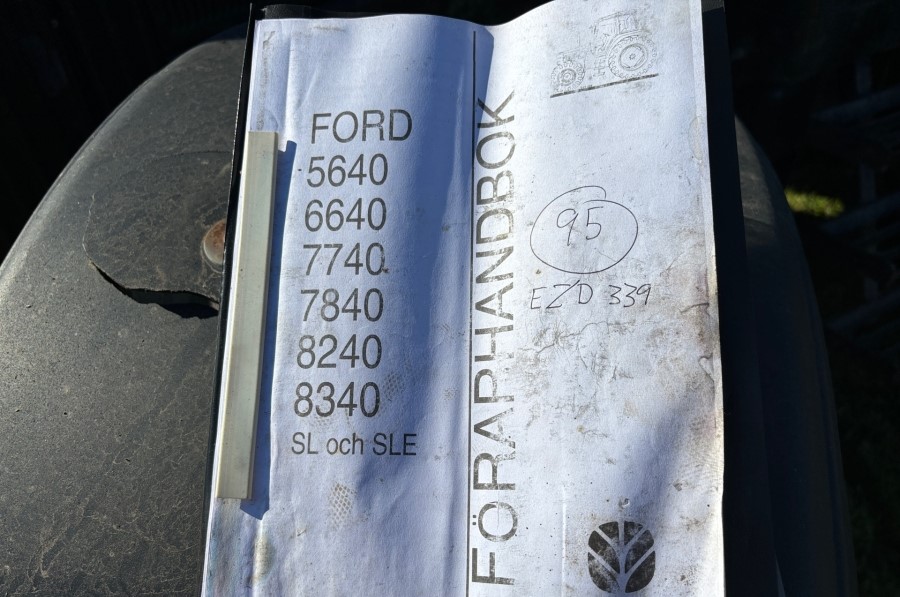 FORD
5640
6640
7740
7840
8240
8340
SL och SLE
FÖRARHANDBOK
95
EZD 339